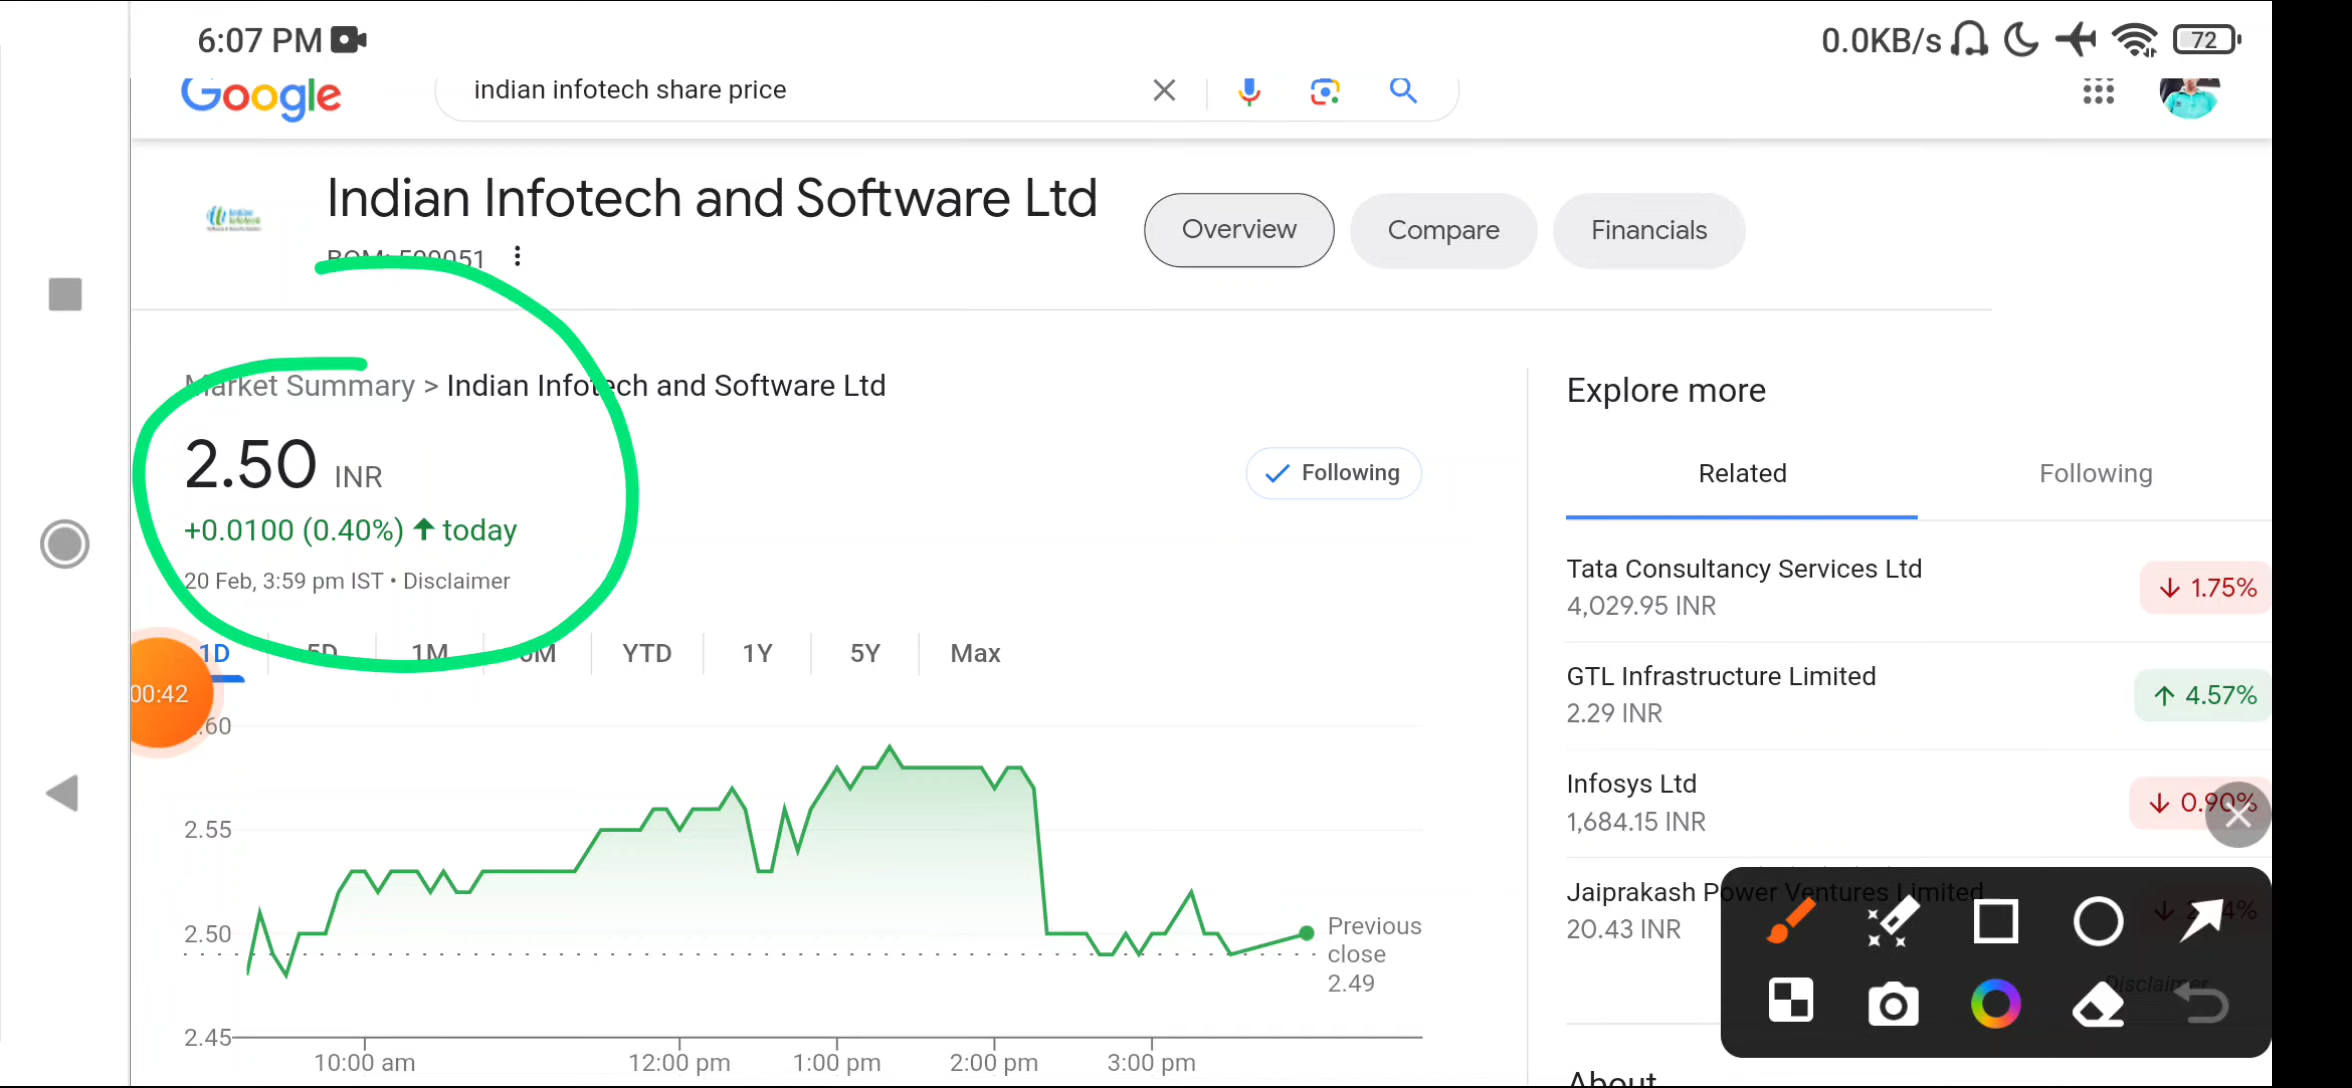 6:07 PM
0.0KB/s
72
Google
indian infotech share price
Indian Infotech and Software Ltd
Overview
Compare
Financials
Market Summary > Indian Infotech and Software Ltd
2.50 INR
Following
+0.0100 (0.40%) today
20 Feb, 3:59 pm IST • Disclaimer
1D
5D
1M
6M
YTD
1Y
5Y
Max
00:42
.60
2.55
2.50
2.45
Previous
close
2.49
10:00 am
12:00 pm
1:00 pm
2:00 pm
3:00 pm
Explore more
Related
Following
Tata Consultancy Services Ltd
4,029.95 INR
1.75%
GTL Infrastructure Limited
2.29 INR
4.57%
Infosys Ltd
1,684.15 INR
0.90%
Jaiprakash Power Ventures Limited
20.43 INR
Disclaimer
About